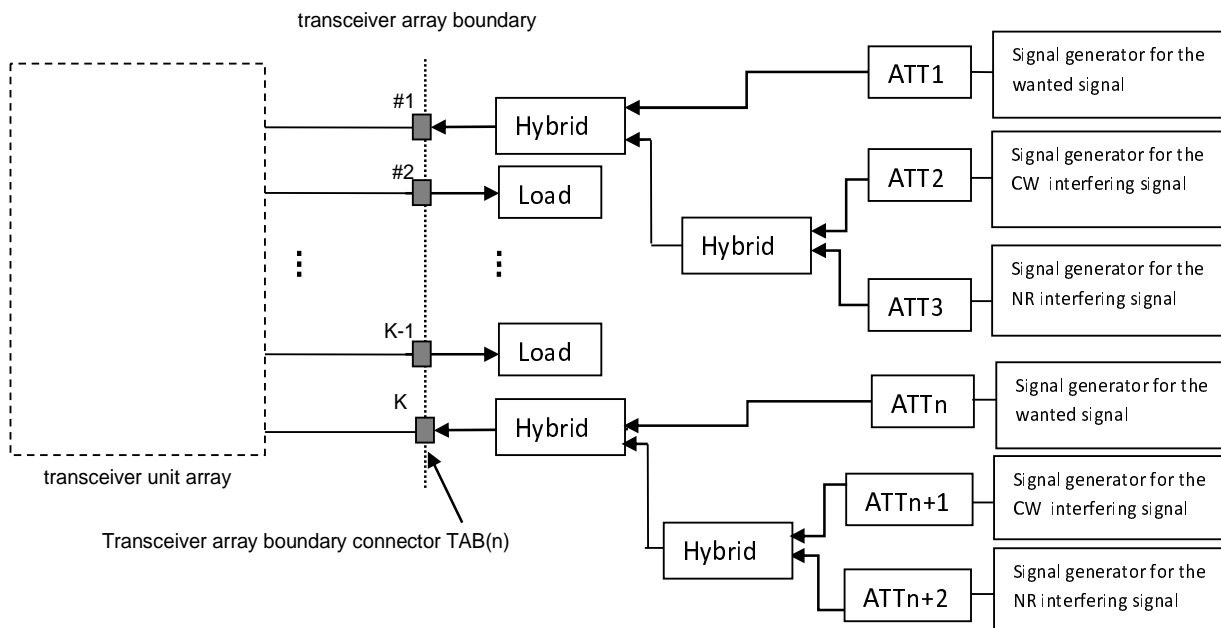 transceiver array boundary
#1
#2
⋮
⋮
K-1
K
transceiver unit array
Transceiver array boundary connector TAB(n)
Hybrid
Load
Hybrid
Load
Hybrid
Hybrid
ATT1
Signal generator for the
wanted signal
ATT2
Signal generator for the
CW interfering signal
ATT3
Signal generator for the
NR interfering signal
ATTn
Signal generator for the
wanted signal
ATTn+1
Signal generator for the
CW interfering signal
ATTn+2
Signal generator for the
NR interfering signal